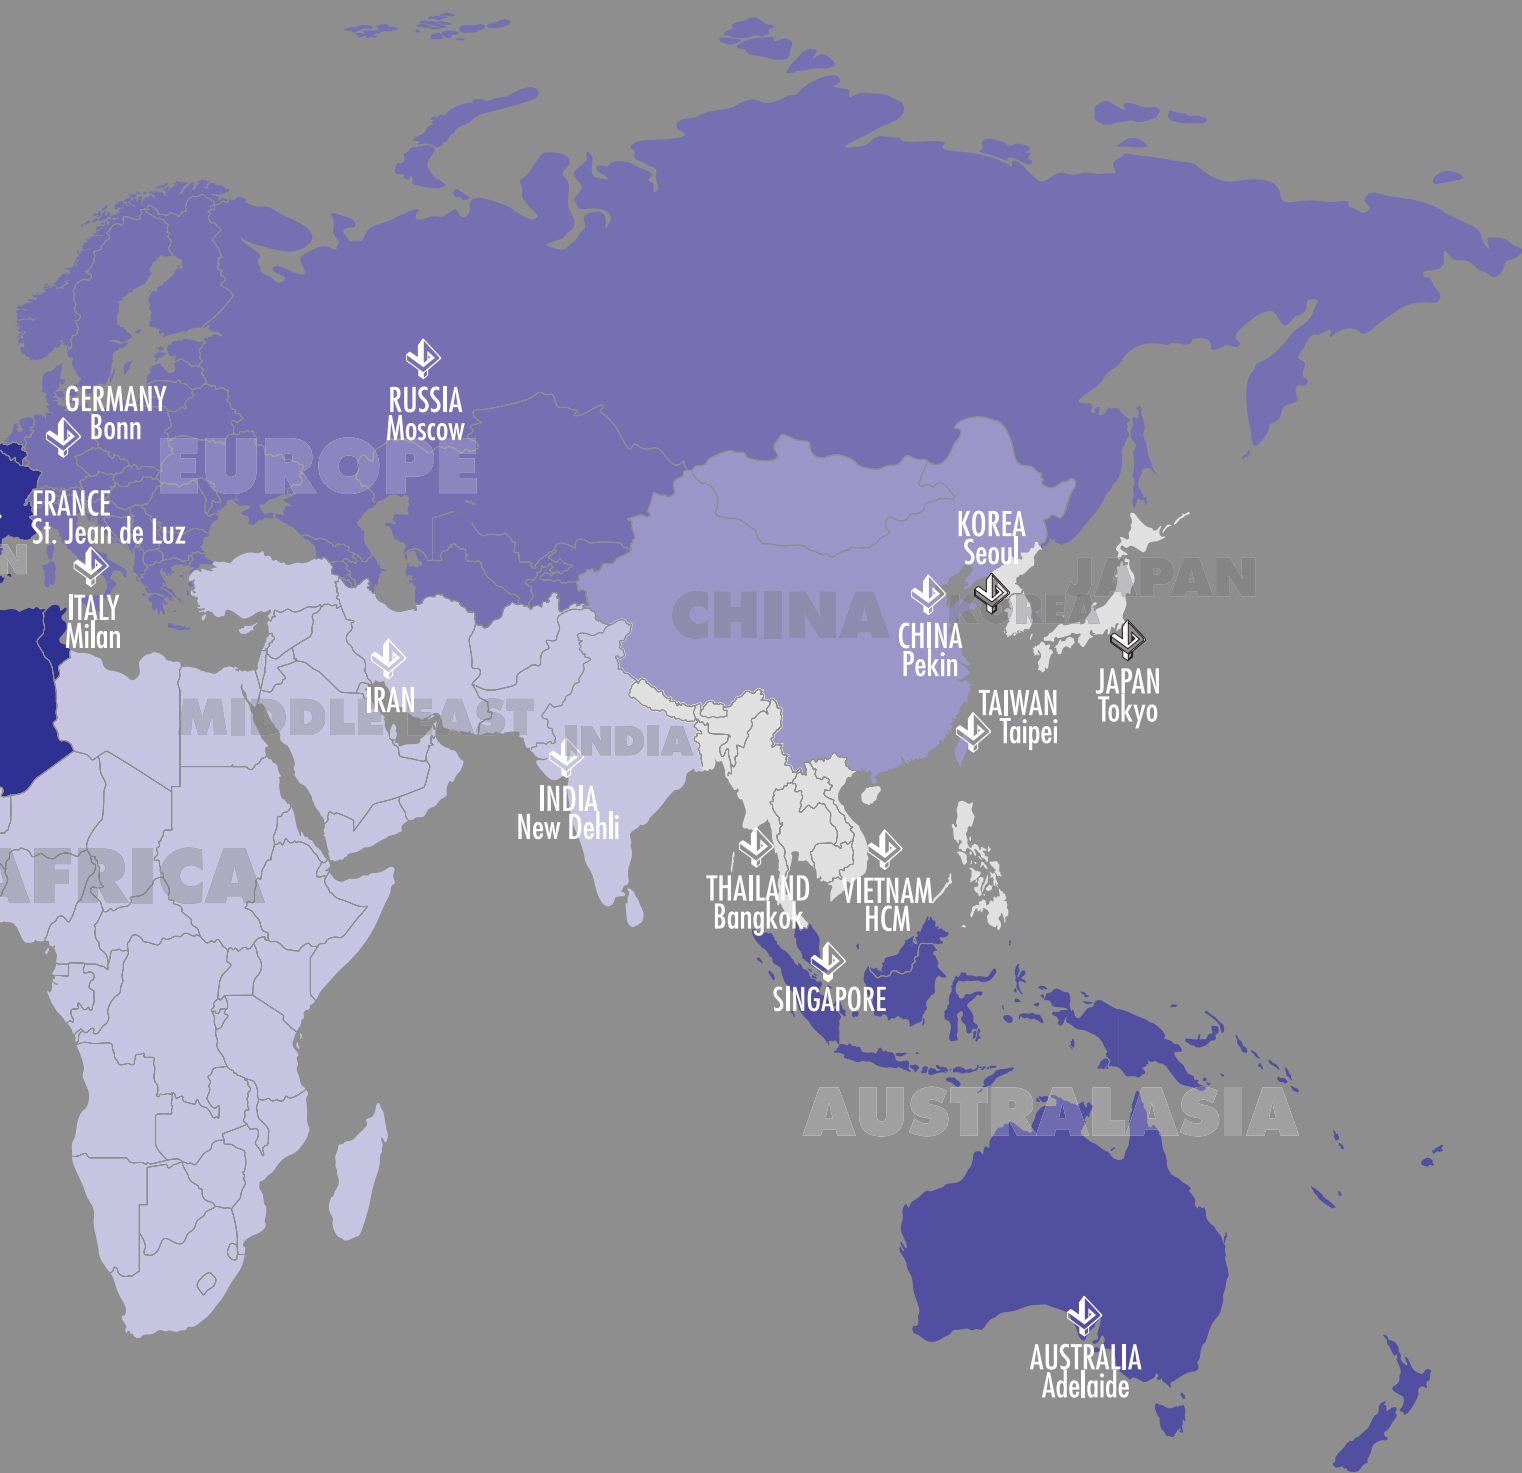 GERMANY
Bonn
RUSSIA
Moscow
EUROPE
FRANCE
St. Jean de Luz
N
ITALY
Milan
KOREA
Seoul
JAPAN
CHINA
KOREA
CHINA
Pekin
IRAN
MIDDLE EAST
INDIA
JAPAN
Tokyo
TAIWAN
Taipei
INDIA
New Dehli
AFRICA
THAILAND
Bangkok
VIETNAM
HCM
SINGAPORE
AUSTRALASIA
AUSTRALIA
Adelaide